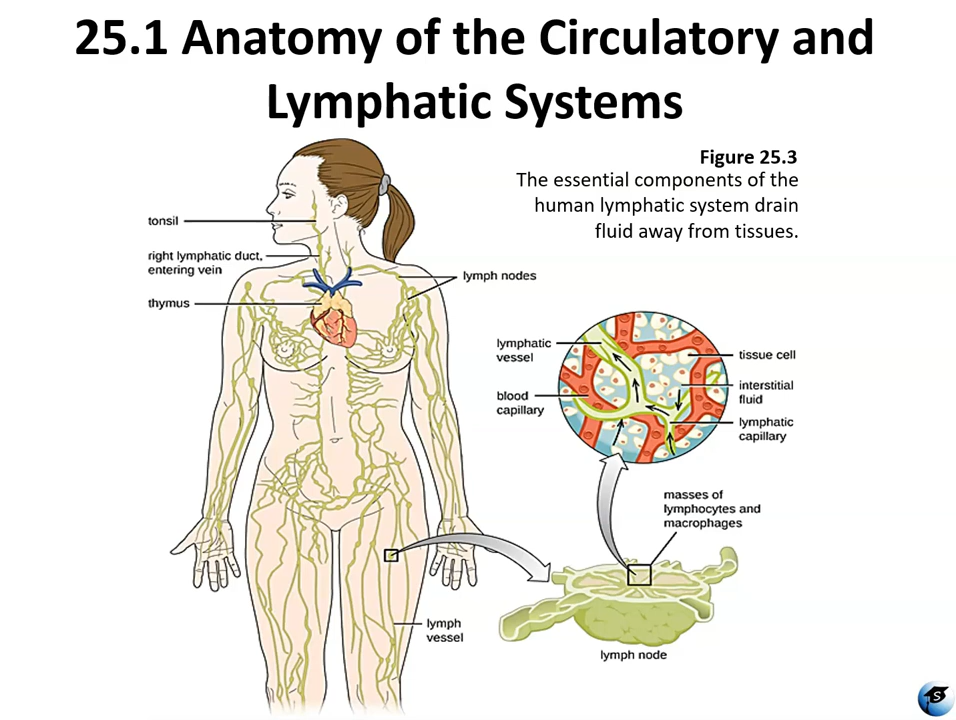 25.1 Anatomy of the Circulatory and
Lymphatic Systems
Figure 25.3
The essential components of the
human lymphatic system drain
fluid away from tissues.
tonsil
right lymphatic duct,
entering vein
thymus
lymph nodes
lymphatic
vessel
blood
capillary
tissue cell
interstitial
fluid
lymphatic
capillary
masses of
lymphocytes and
macrophages
lymph
vessel
lymph node
S